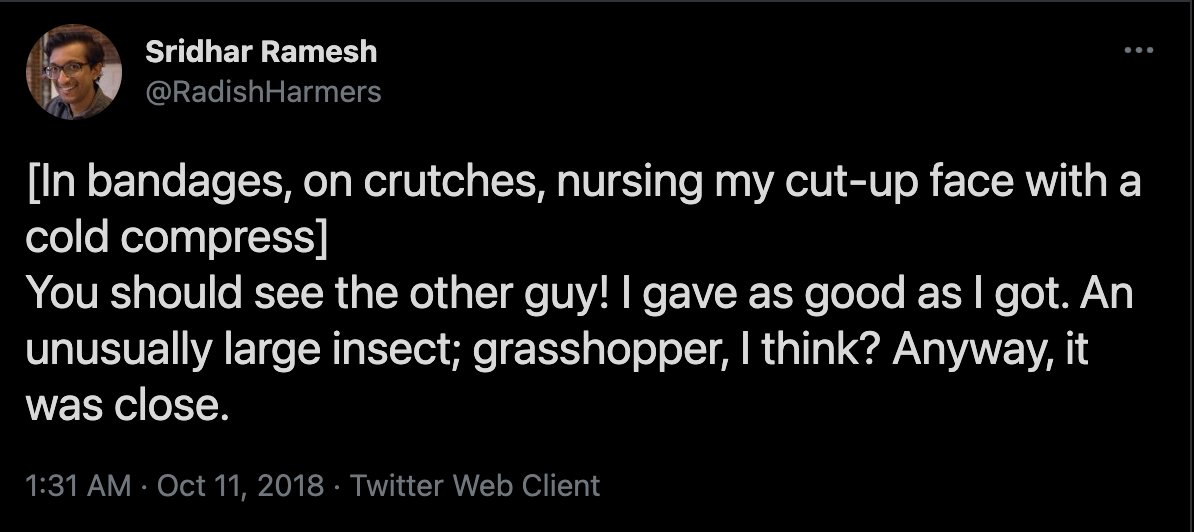 Sridhar Ramesh
@RadishHarmers
[In bandages, on crutches, nursing my cut-up face with a
cold compress]
You should see the other guy! I gave as good as I got. An
unusually large insect; grasshopper, I think? Anyway, it
was close.
1:31 AM · Oct 11, 2018 · Twitter Web Client